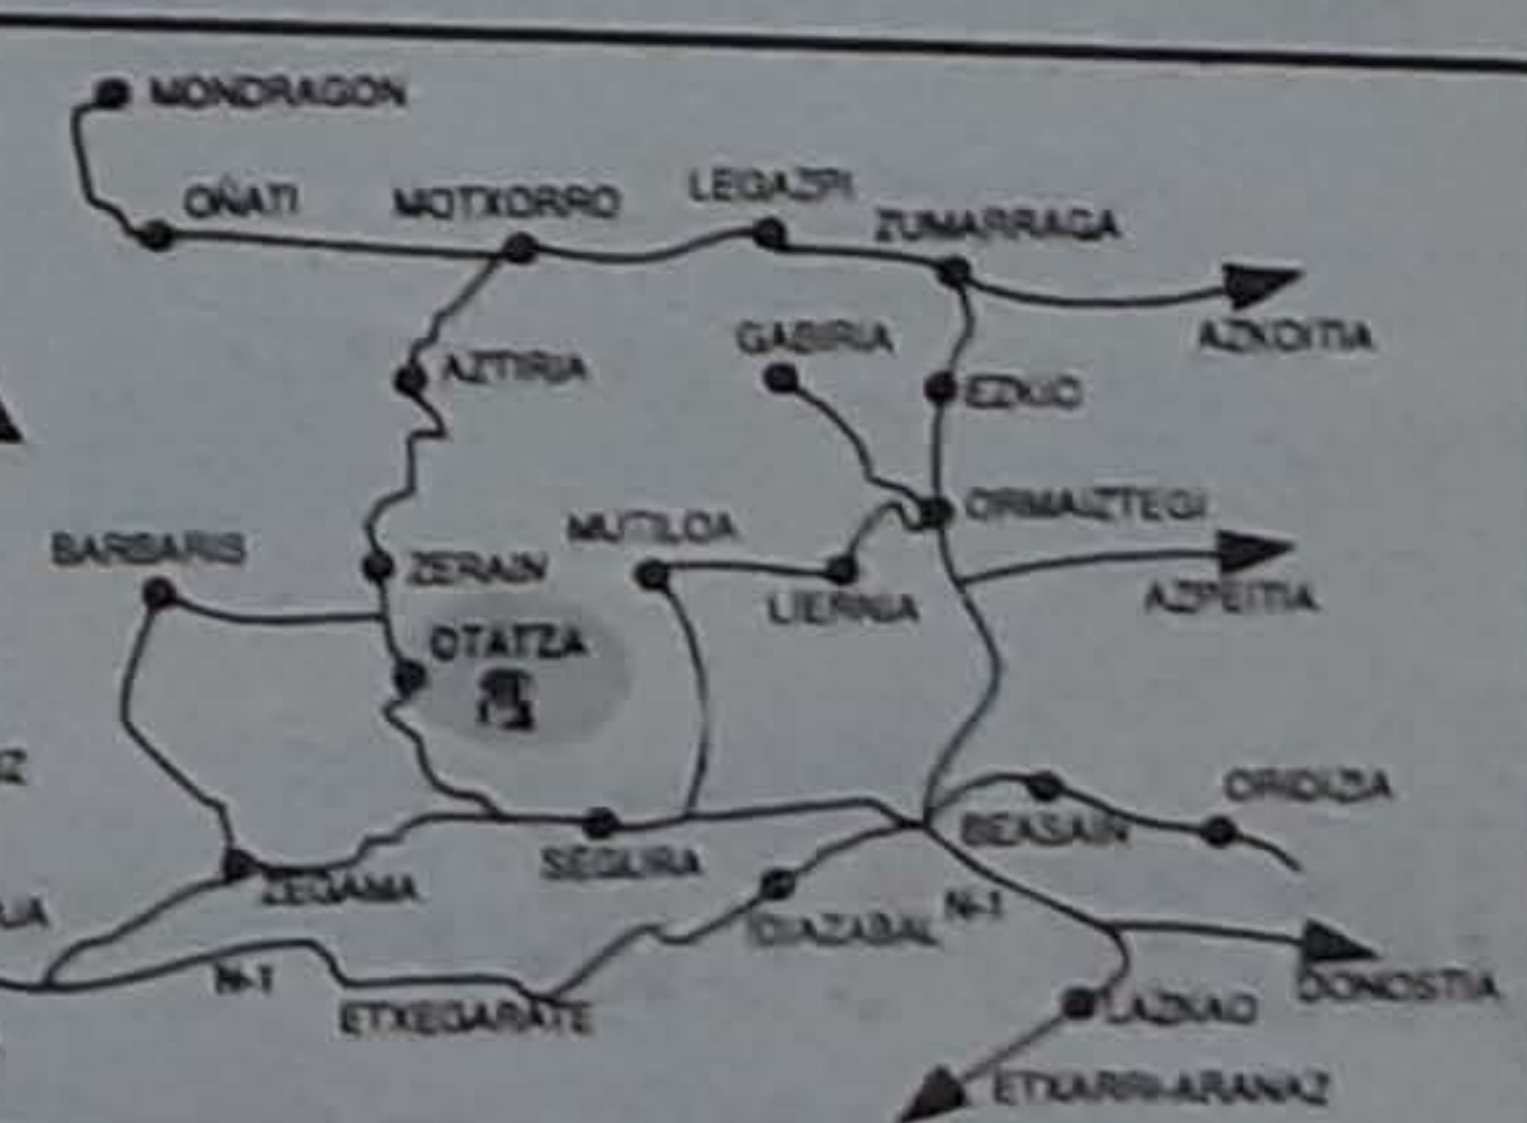 MONDRAGON
OÑATI
MOTXORRO
LEGAZPI
ZUMARRAGA
AZKOITIA
GABIRIA
AZTIRIA
EZKIO
ORMAIZTEGI
MUTILOA
BARBARIS
ZERAIN
LIERNIA
AZPEITIA
OTATZA
IZ
ORDIZIA
BEASAIN
SEGURA
ZEGAMA
IDIAZABAL
N-1
N-1
DONOSTIA
ETXEGARATE
LAZKAO
ETXARRI-ARANAZ